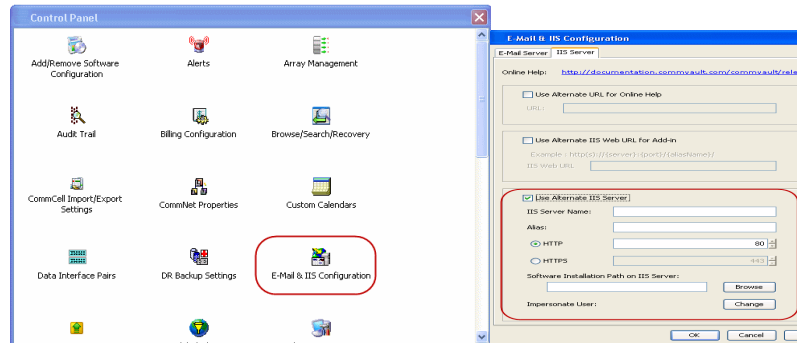 Control Panel
Add/Remove Software
Configuration
Alerts
Array Management
Audit Trail
Billing Configuration
Browse/Search/Recovery
CommCell Import/Export
Settings
CommNet Properties
Custom Calendars
Data Interface Pairs
DR Backup Settings
E-Mail & IIS Configuration
E-Mail & IIS Configuration
E-Mail Server
IIS Server
Online Help: http://documentation.commvault.com/commvault/rele
Use Alternate URL for Online Help
URL:
Use Alternate IIS Web URL for Add-in
Example : http(s)://{server}:{port}/{aliasName}/
IIS Web URL
Use Alternate IIS Server
IIS Server Name:
Alias:
HTTP 80
HTTPS 443
Software Installation Path on IIS Server:
Browse
Impersonate User:
Change
OK
Cancel